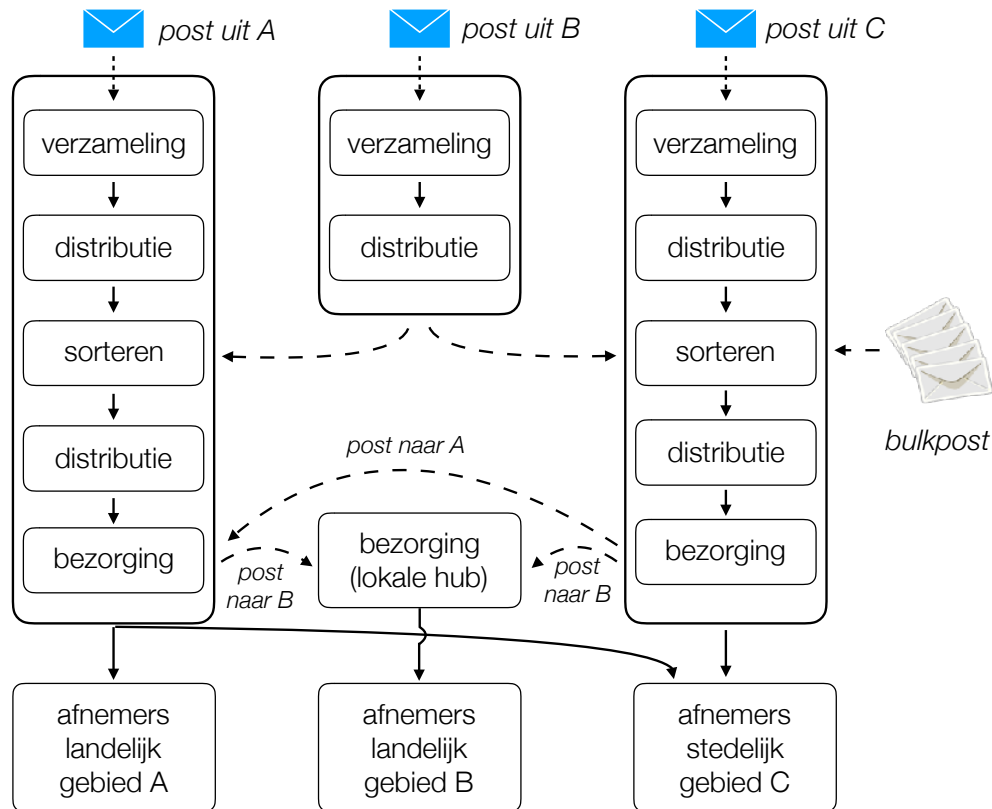 post uit A
post uit B
post uit C
verzameling
verzameling
verzameling
distributie
distributie
distributie
sorteren
sorteren
bulkpost
distributie
post naar A
distributie
bezorging
post
naar B
bezorging
(lokale hub)
post
naar B
bezorging
afnemers
landelijk
gebied A
afnemers
landelijk
gebied B
afnemers
stedelijk
gebied C